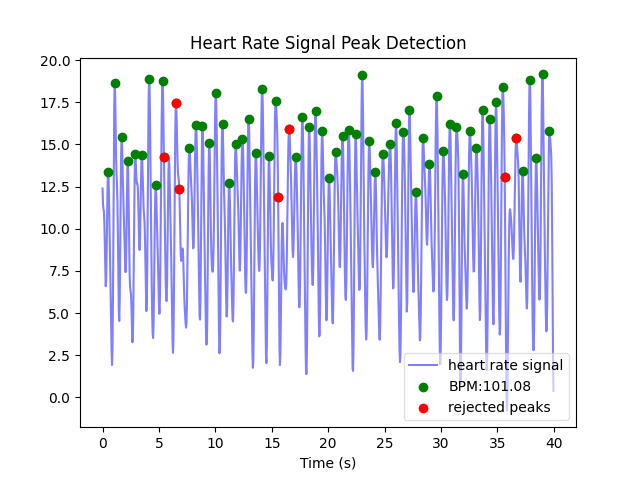 Heart Rate Signal Peak Detection
20.0
17.5
15.0
12.5
10.0
7.5
5.0
2.5
0.0
heart rate signal
BPM:101.08
rejected peaks
0 5 10 15 20 25 30 35 40
Time (s)